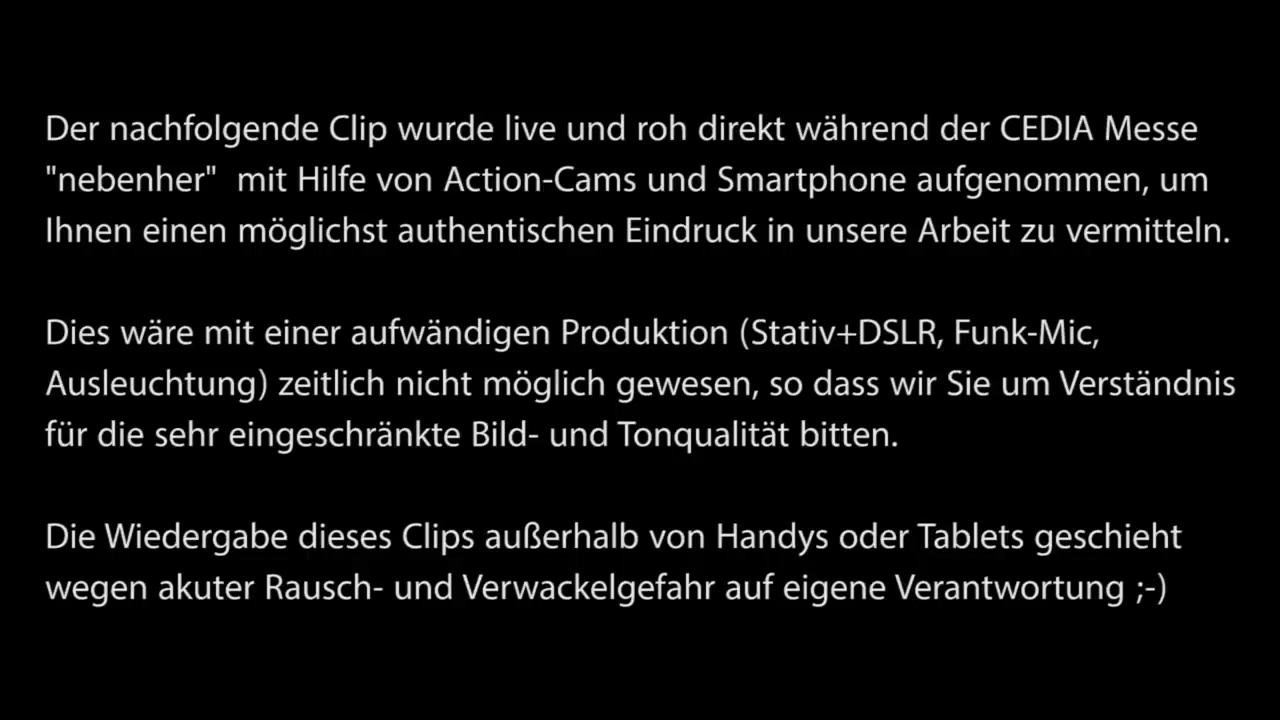 Der nachfolgende Clip wurde live und roh direkt während der CEDIA Messe
"nebenher"  mit Hilfe von Action-Cams und Smartphone aufgenommen, um
Ihnen einen möglichst authentischen Eindruck in unsere Arbeit zu vermitteln.
Dies wäre mit einer aufwändigen Produktion (Stativ+DSLR, Funk-Mic,
Ausleuchtung) zeitlich nicht möglich gewesen, so dass wir Sie um Verständnis
für die sehr eingeschränkte Bild- und Tonqualität bitten.
Die Wiedergabe dieses Clips außerhalb von Handys oder Tablets geschieht
wegen akuter Rausch- und Verwackelgefahr auf eigene Verantwortung ;-)